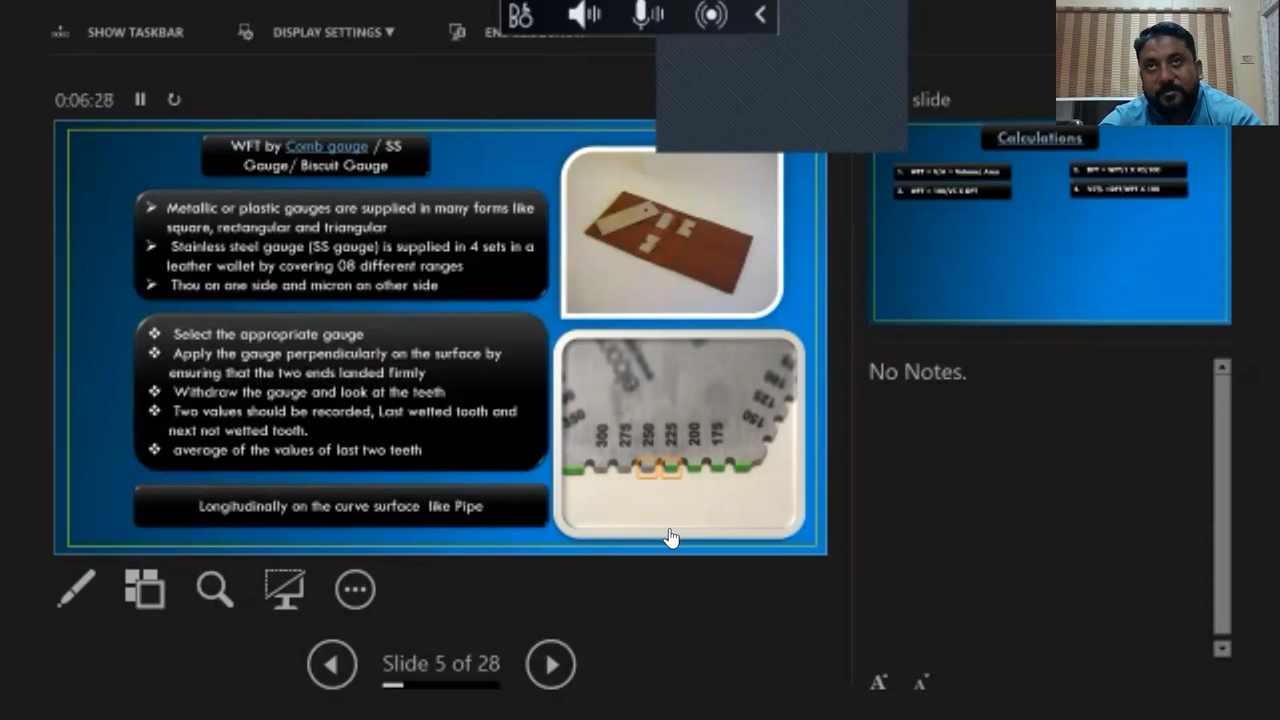 SHOW TASKBAR
DISPLAY SETTINGS ▼
0:06:28
slide
WFT by Comb gauge / SS
Gauge/ Biscuit Gauge
Metallic or plastic gauges are supplied in many forms like
square, rectangular and triangular
Stainless steel gauge (SS gauge) is supplied in 4 sets in a
leather wallet by covering 08 different ranges
Thou on one side and micron on other side
Select the appropriate gauge
Apply the gauge perpendicularly on the surface by
ensuring that the two ends landed firmly
Withdraw the gauge and look at the teeth
Two values should be recorded, Last wetted tooth and
next not wetted tooth.
average of the values of last two teeth
Longitudinally on the curve surface like Pipe
350 300 275 250 225 200 175 150 125 100
Calculations
1. WFT = V/A = Volume/ Area
No Notes.
Slide 5 of 28
A A